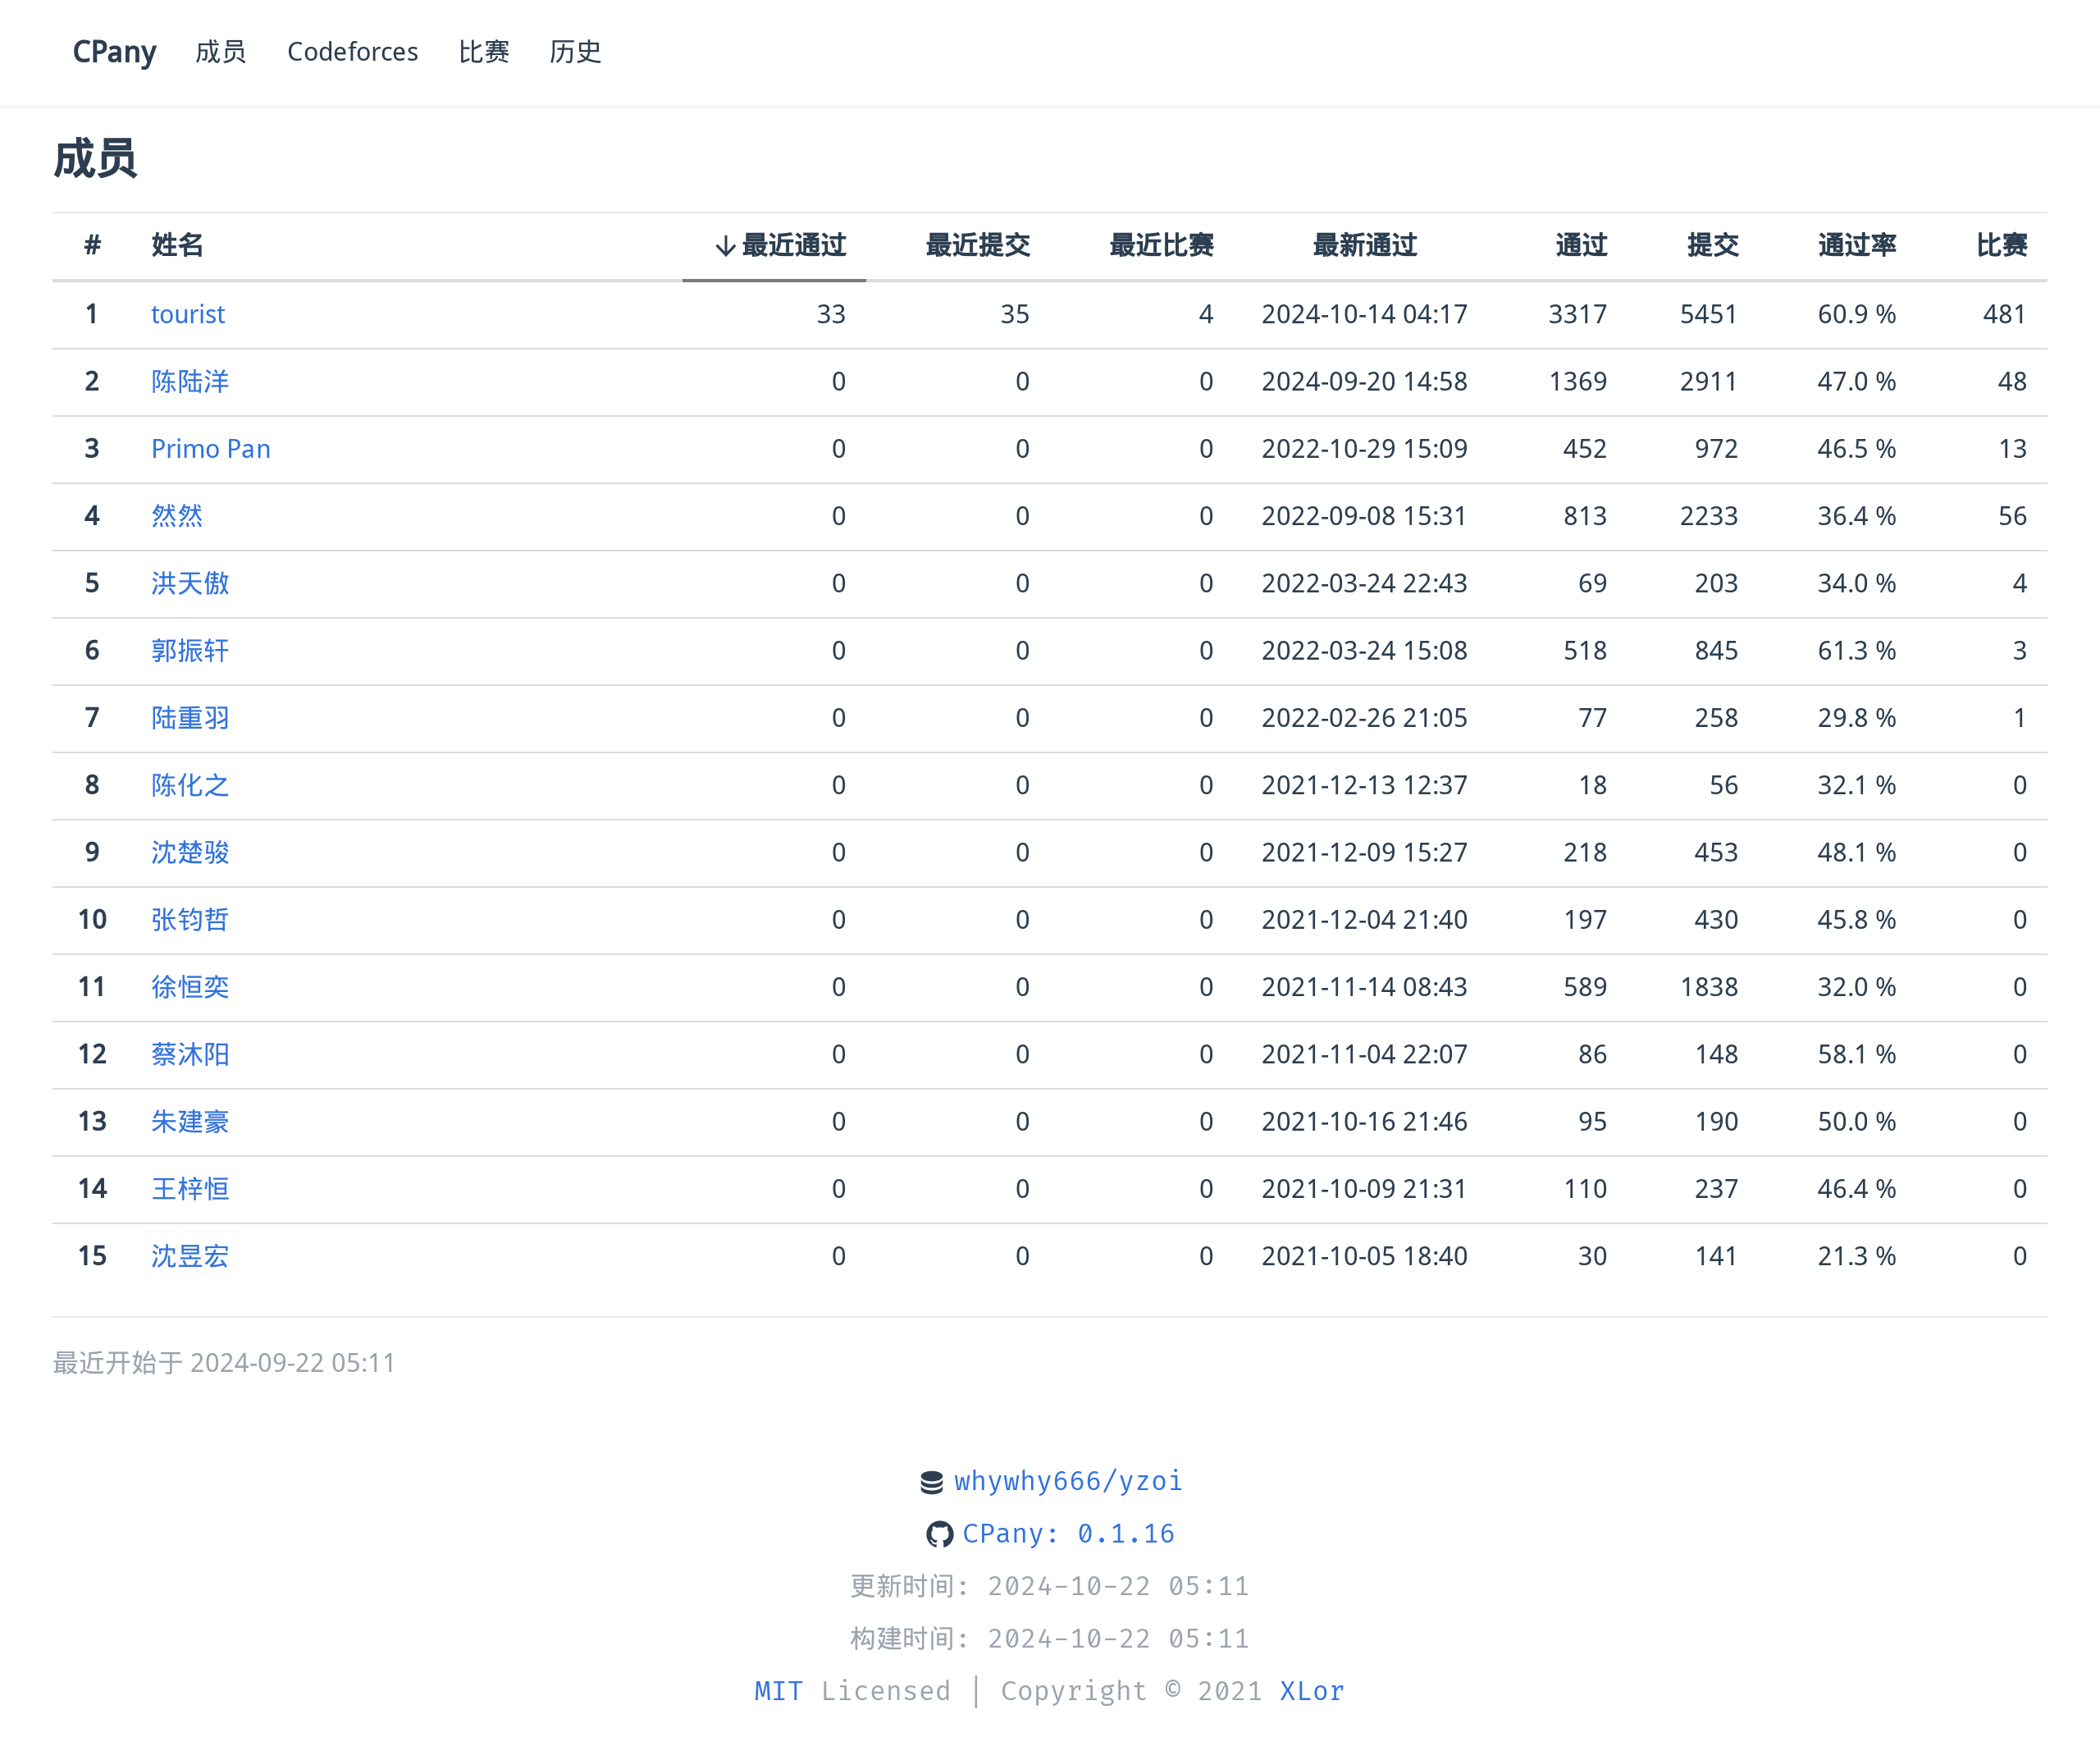 CPany 成员 Codeforces 比赛 历史
成员
# 姓名 ↓最近通过 最近提交 最近比赛 最新通过 通过 提交 通过率 比赛
1 tourist 33 35 4 2024-10-14 04:17 3317 5451 60.9 % 481
2 陈陆洋 0 0 0 2024-09-20 14:58 1369 2911 47.0 % 48
3 Primo Pan 0 0 0 2022-10-29 15:09 452 972 46.5 % 13
4 然然 0 0 0 2022-09-08 15:31 813 2233 36.4 % 56
5 洪天傲 0 0 0 2022-03-24 22:43 69 203 34.0 % 4
6 郭振轩 0 0 0 2022-03-24 15:08 518 845 61.3 % 3
7 陆重羽 0 0 0 2022-02-26 21:05 77 258 29.8 % 1
8 陈化之 0 0 0 2021-12-13 12:37 18 56 32.1 % 0
9 沈楚骏 0 0 0 2021-12-09 15:27 218 453 48.1 % 0
10 张钧哲 0 0 0 2021-12-04 21:40 197 430 45.8 % 0
11 徐恒奕 0 0 0 2021-11-14 08:43 589 1838 32.0 % 0
12 蔡沐阳 0 0 0 2021-11-04 22:07 86 148 58.1 % 0
13 朱建豪 0 0 0 2021-10-16 21:46 95 190 50.0 % 0
14 王梓恒 0 0 0 2021-10-09 21:31 110 237 46.4 % 0
15 沈昱宏 0 0 0 2021-10-05 18:40 30 141 21.3 % 0
最近开始于 2024-09-22 05:11
whywhy666/yzoi
CPany: 0.1.16
更新时间: 2024-10-22 05:11
构建时间: 2024-10-22 05:11
MIT Licensed | Copyright © 2021 XLor